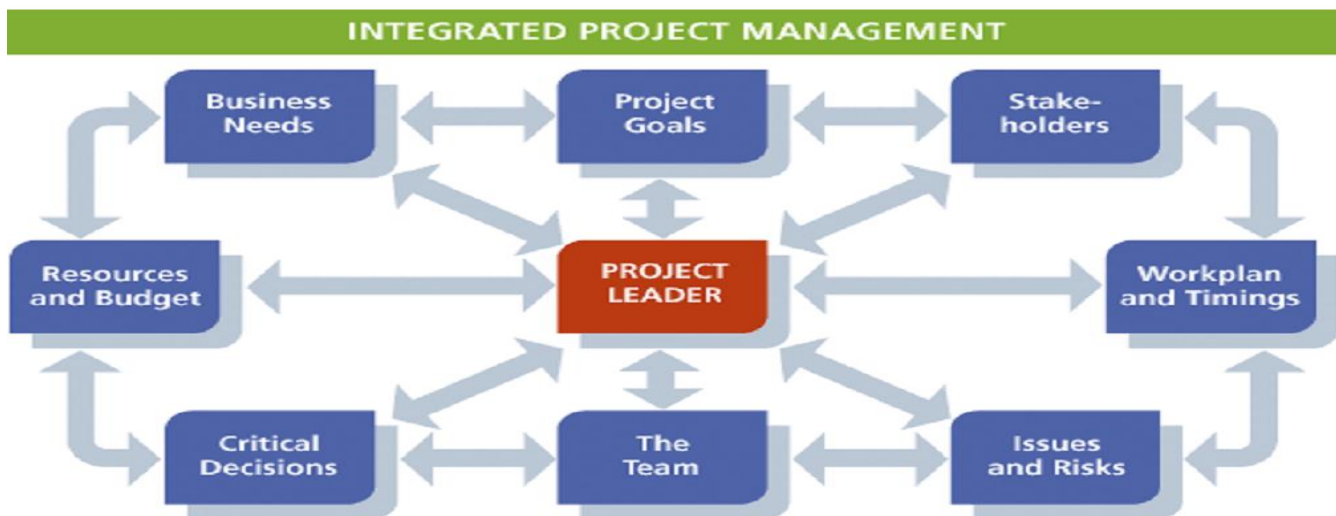 INTEGRATED PROJECT MANAGEMENT
Business
Needs
Project
Goals
Stake-
holders
Resources
and Budget
PROJECT
LEADER
Workplan
and Timings
Critical
Decisions
The
Team
Issues
and Risks